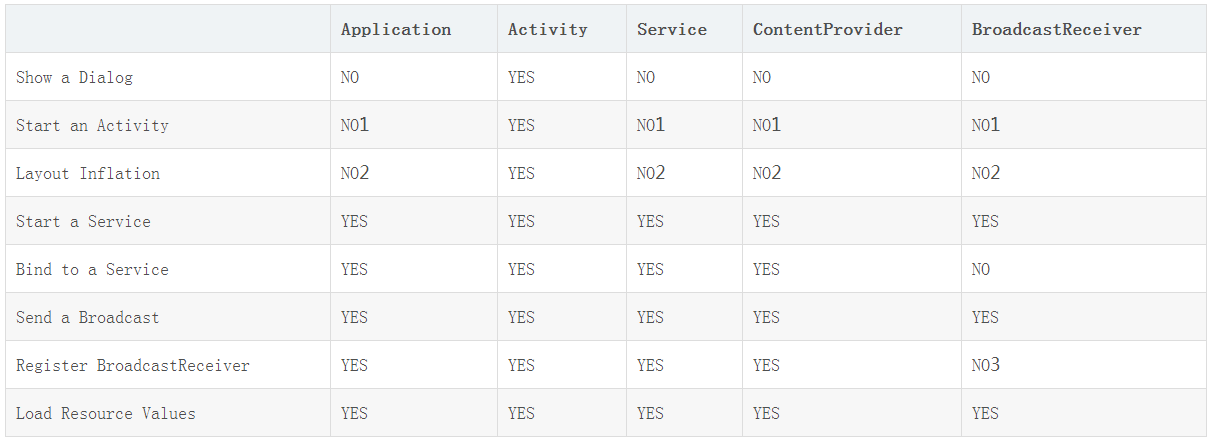 Application Activity Service ContentProvider BroadcastReceiver
Show a Dialog NO YES NO NO NO
Start an Activity NO1 YES NO1 NO1 NO1
Layout Inflation NO2 YES NO2 NO2 NO2
Start a Service YES YES YES YES YES
Bind to a Service YES YES YES YES NO
Send a Broadcast YES YES YES YES YES
Register BroadcastReceiver YES YES YES YES NO3
Load Resource Values YES YES YES YES YES